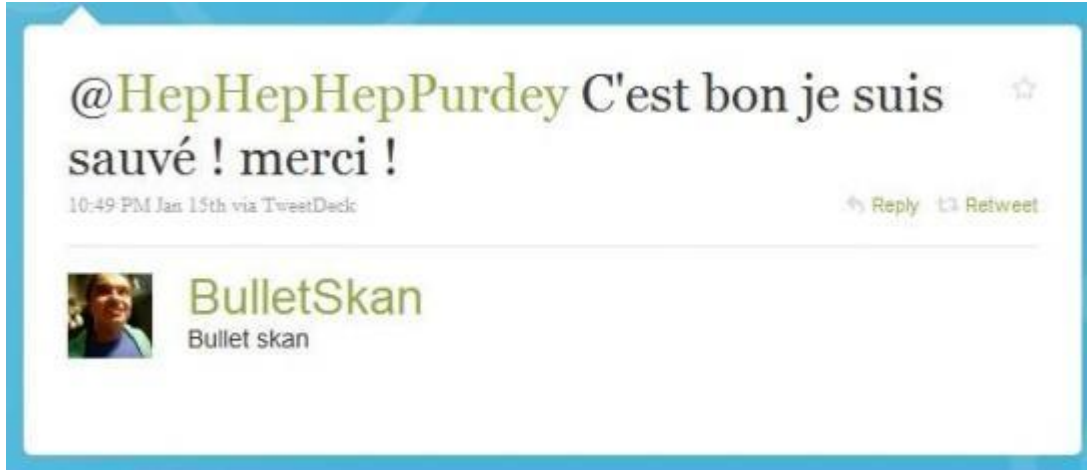 @HepHepHepPurdey C'est bon je suis
sauvé ! merci !
10:49 PM Jan 15th via TweetDeck
Reply Retweet
BulletSkan
Bullet skan